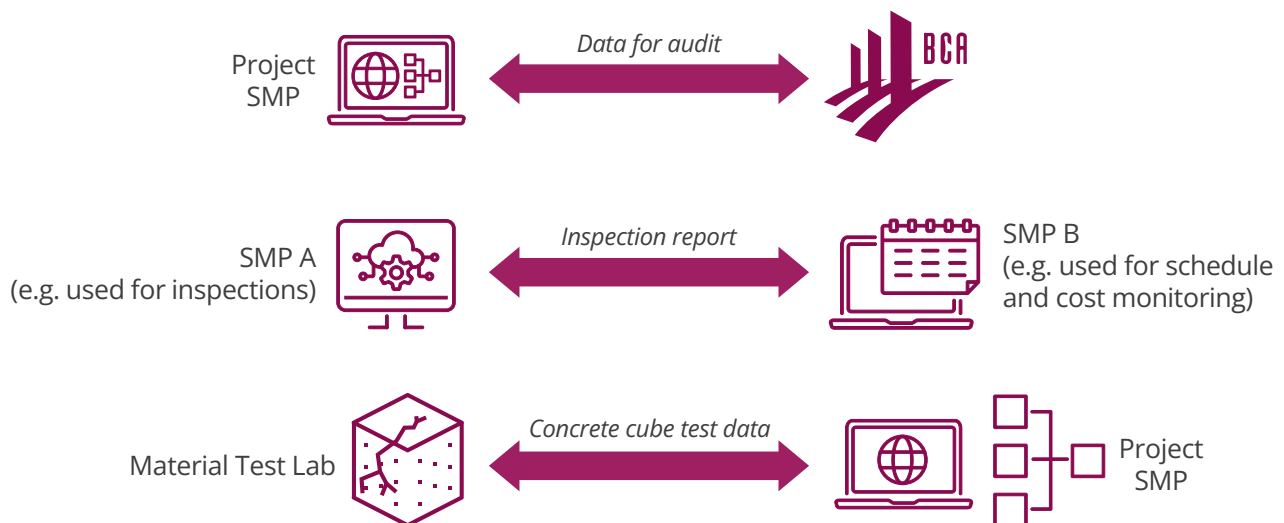 Project
SMP
Data for audit
BCA
SMP A
(e.g. used for inspections)
Inspection report
SMP B
(e.g. used for schedule
and cost monitoring)
Material Test Lab
Concrete cube test data
Project
SMP